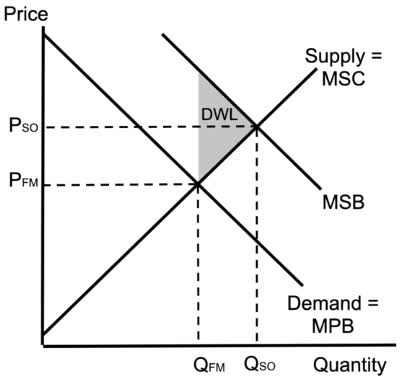 Price
Supply =
MSC
DWL
PSO
PFM
MSB
Demand =
MPB
QFM
QSO
Quantity